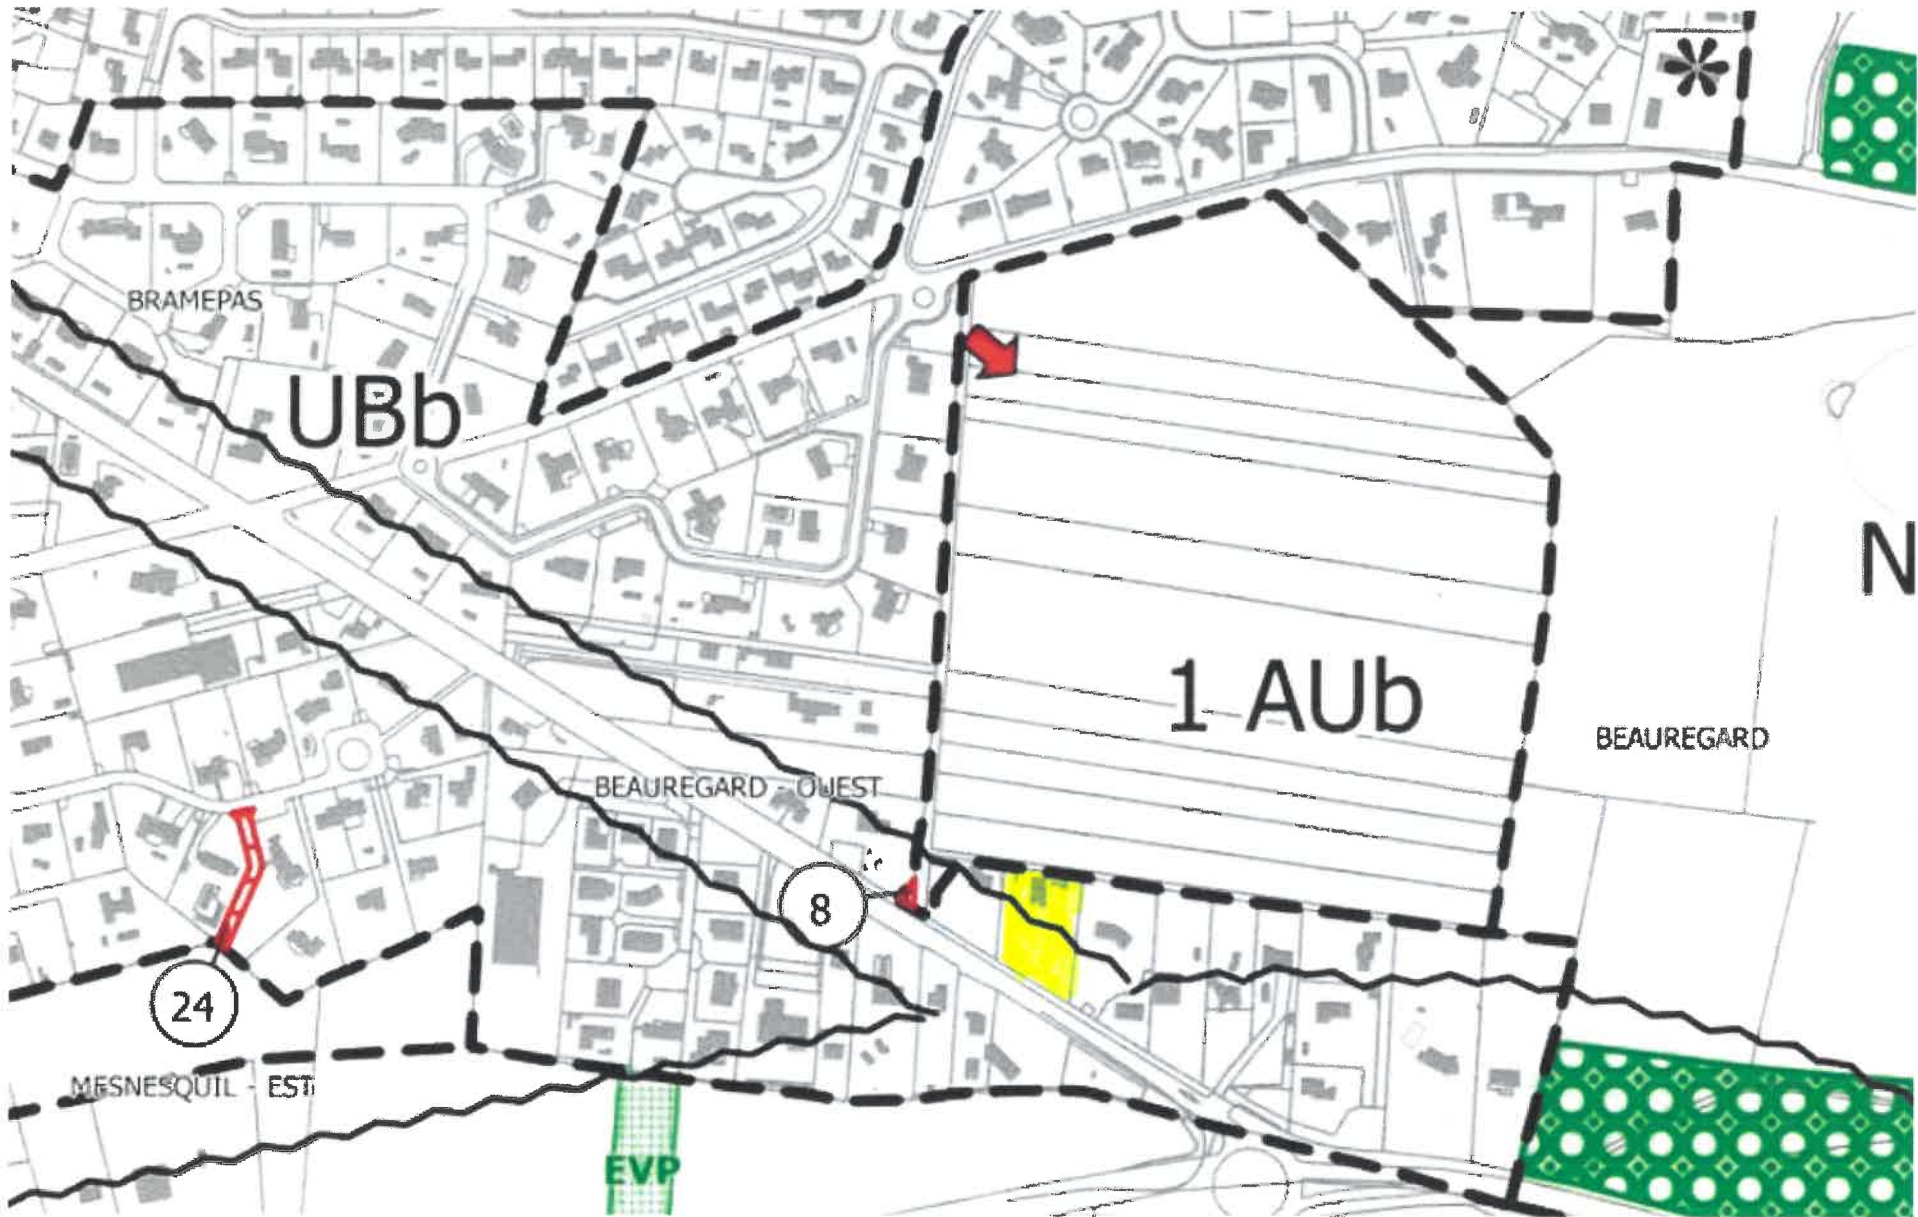 *
BRAMEPAS
UBb
N
1 AUb
BEAUREGARD
BEAUREGARD - OUEST
8
24
MESNESQUIL - EST
EVP